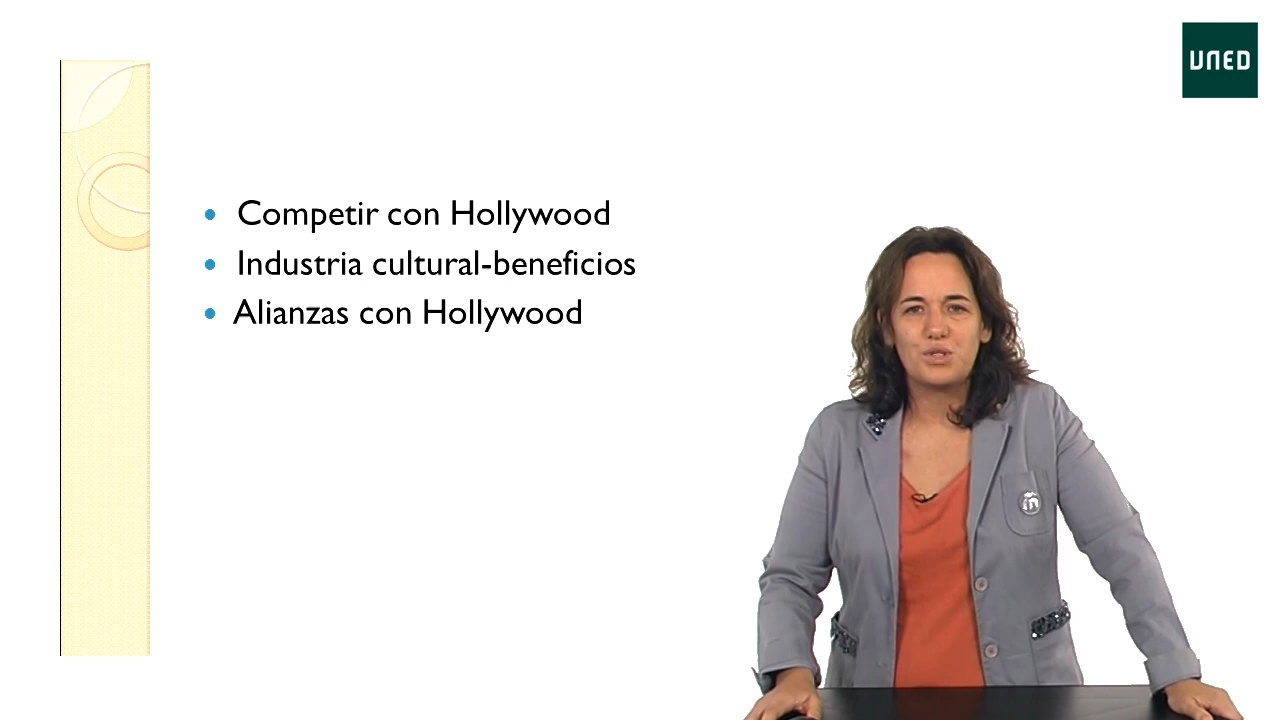 UNED
Competir con Hollywood
Industria cultural-beneficios
Alianzas con Hollywood